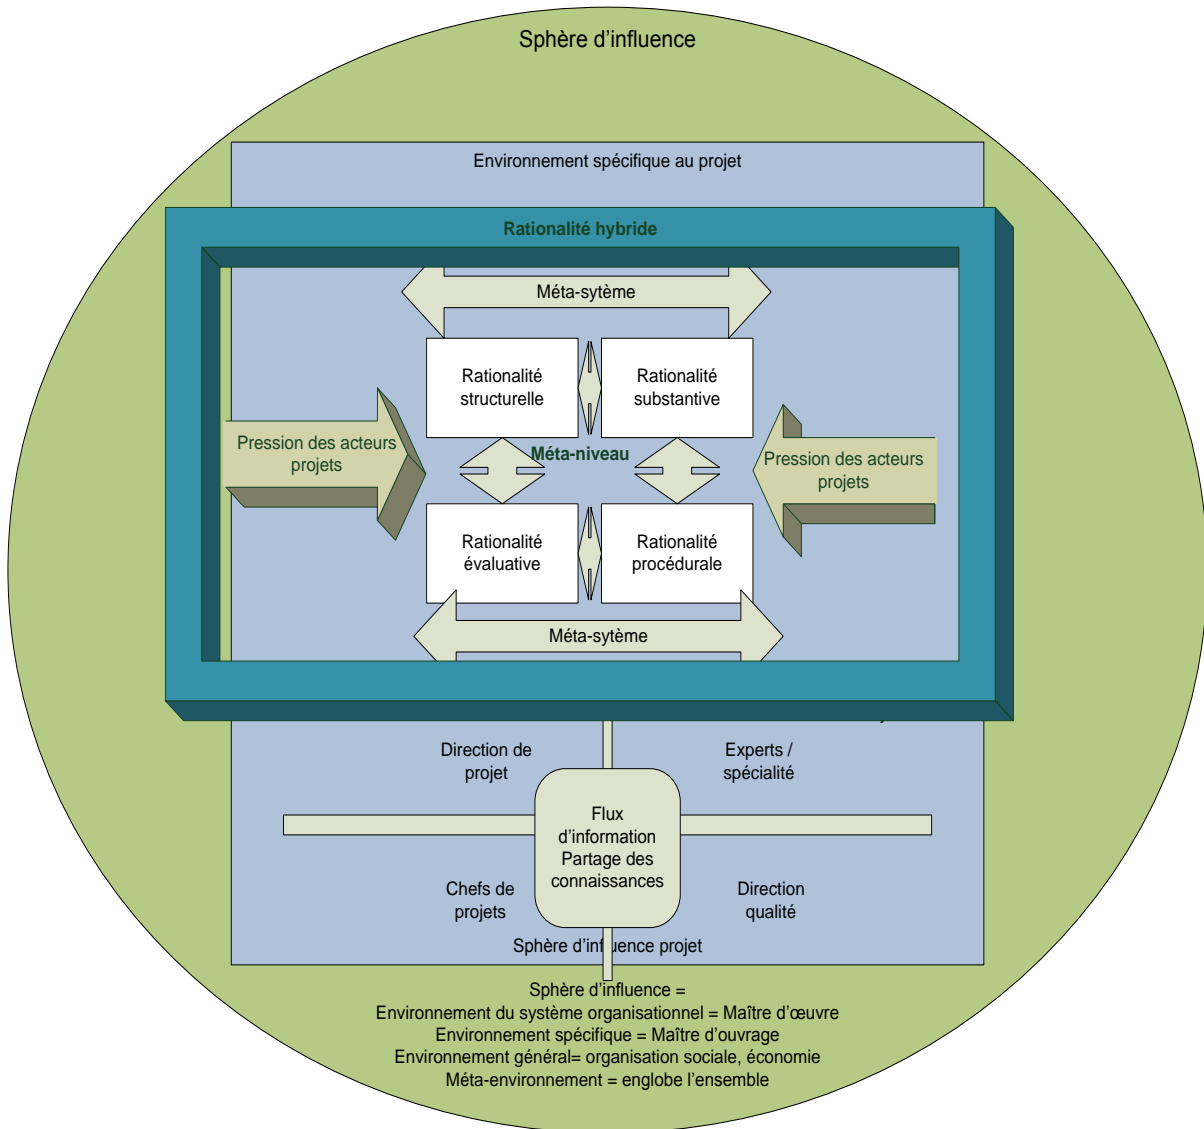 Sphère d’influence
Environnement spécifique au projet
Rationalité hybride
Méta-sytème
Rationalité
structurelle
Rationalité
substantive
Pression des acteurs
projets
Méta-niveau
Pression des acteurs
projets
Rationalité
évaluative
Rationalité
procédurale
Méta-sytème
Direction de
projet
Experts /
spécialité
Flux
d’information
Partage des
connaissances
Chefs de
projets
Direction
qualité
Sphère d’influence projet
Sphère d’influence =
Environnement du système organisationnel = Maître d’œuvre
Environnement spécifique = Maître d’ouvrage
Environnement général= organisation sociale, économie
Méta-environnement = englobe l’ensemble